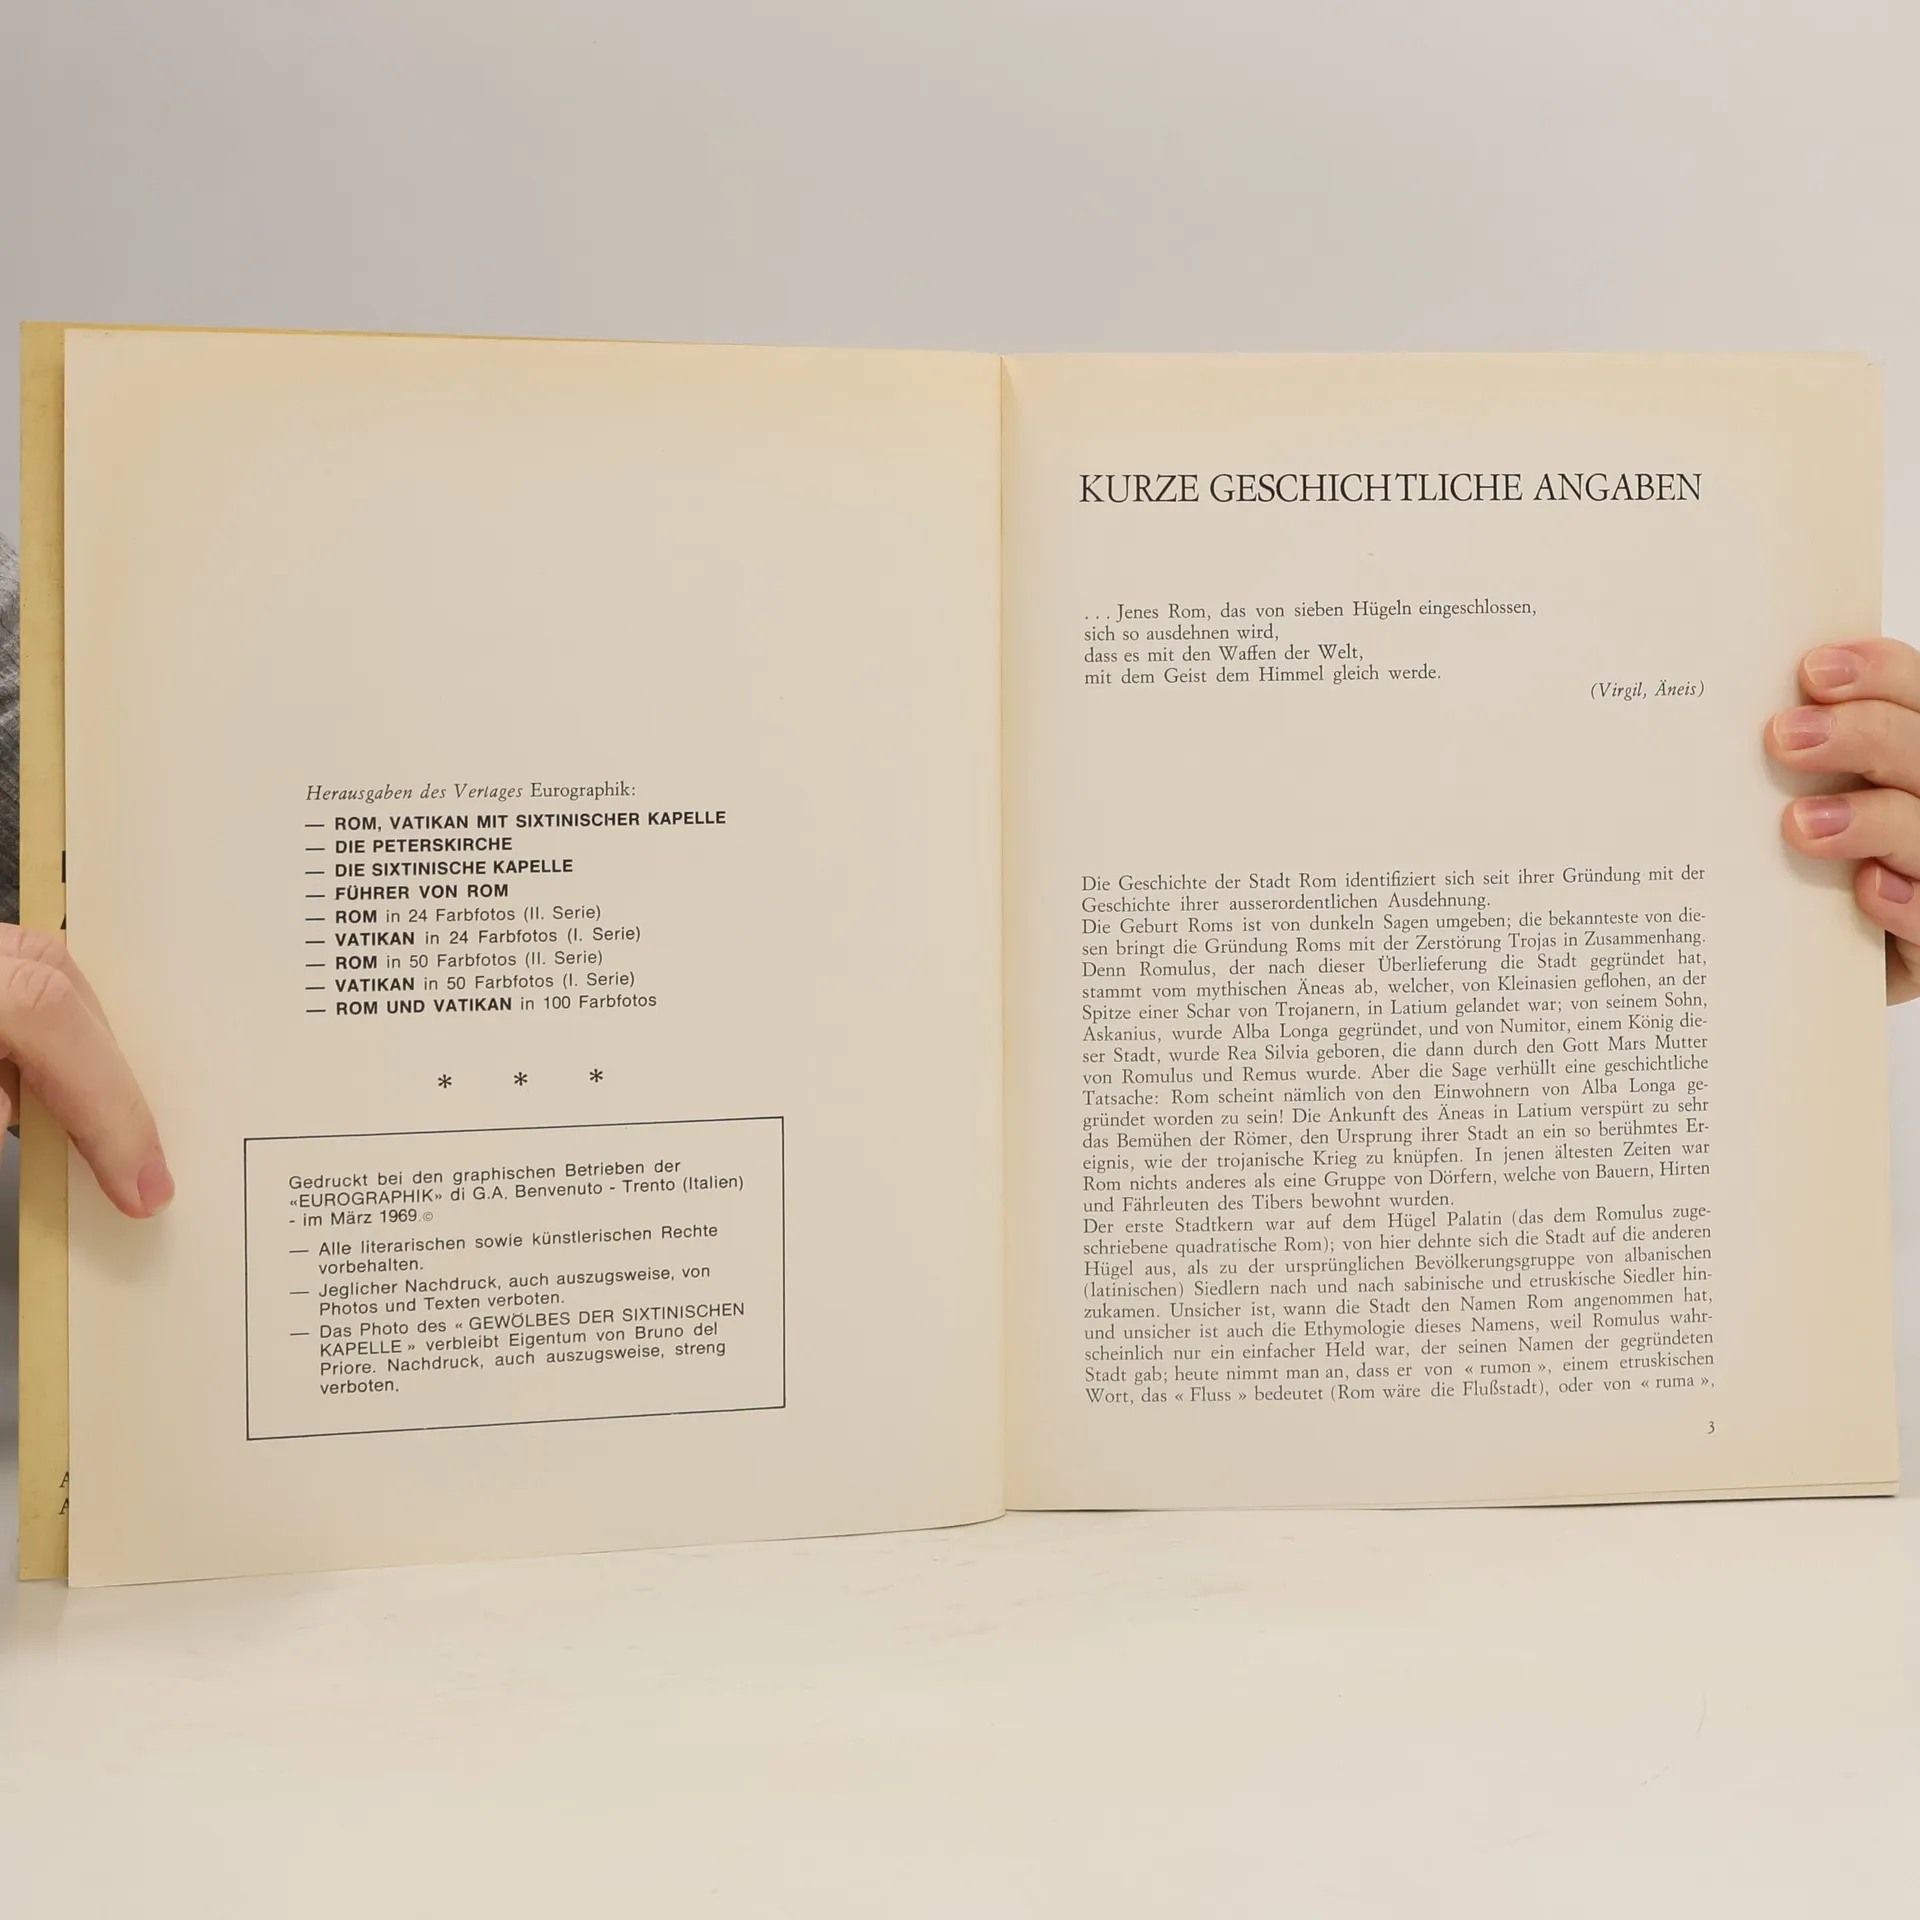 Herausgaben des Verlages Eurographik:
— ROM, VATIKAN MIT SIXTINISCHER KAPELLE
— DIE PETERSKIRCHE
— DIE SIXTINISCHE KAPELLE
— FÜHRER VON ROM
— ROM in 24 Farbfotos (II. Serie)
— VATIKAN in 24 Farbfotos (I. Serie)
— ROM in 50 Farbfotos (II. Serie)
— VATIKAN in 50 Farbfotos (I. Serie)
— ROM UND VATIKAN in 100 Farbfotos
* * *
Gedruckt bei den graphischen Betrieben der
«EUROGRAPHIK» di G.A. Benvenuto - Trento (Italien)
- im März 1969.©
— Alle literarischen sowie künstlerischen Rechte
vorbehalten.
— Jeglicher Nachdruck, auch auszugsweise, von
Photos und Texten verboten.
— Das Photo des « GEWÖLBES DER SIXTINISCHEN
KAPELLE » verbleibt Eigentum von Bruno del
Priore. Nachdruck, auch auszugsweise, streng
verboten.
KURZE GESCHICHTLICHE ANGABEN
. . . Jenes Rom, das von sieben Hügeln eingeschlossen,
sich so ausdehnen wird,
dass es mit den Waffen der Welt,
mit dem Geist dem Himmel gleich werde.
(Virgil, Äneis)
Die Geschichte der Stadt Rom identifiziert sich seit ihrer Gründung mit der
Geschichte ihrer ausserordentlichen Ausdehnung.
Die Geburt Roms ist von dunkeln Sagen umgeben; die bekannteste von die-
sen bringt die Gründung Roms mit der Zerstörung Trojas in Zusammenhang.
Denn Romulus, der nach dieser Überlieferung die Stadt gegründet hat,
stammt vom mythischen Äneas ab, welcher, von Kleinasien geflohen, an der
Spitze einer Schar von Trojanern, in Latium gelandet war; von seinem Sohn,
Askanius, wurde Alba Longa gegründet, und von Numitor, einem König die-
ser Stadt, wurde Rea Silvia geboren, die dann durch den Gott Mars Mutter
von Romulus und Remus wurde. Aber die Sage verhüllt eine geschichtliche
Tatsache: Rom scheint nämlich von den Einwohnern von Alba Longa ge-
gründet worden zu sein! Die Ankunft des Äneas in Latium verspürt zu sehr
das Bemühen der Römer, den Ursprung ihrer Stadt an ein so berühmtes Er-
eignis, wie der trojanische Krieg zu knüpfen. In jenen ältesten Zeiten war
Rom nichts anderes als eine Gruppe von Dörfern, welche von Bauern, Hirten
und Fährleuten des Tibers bewohnt wurden.
Der erste Stadtkern war auf dem Hügel Palatin (das dem Romulus zuge-
schriebene quadratische Rom); von hier dehnte sich die Stadt auf die anderen
Hügel aus, als zu der ursprünglichen Bevölkerungsgruppe von albanischen
(latinischen) Siedlern nach und nach sabinische und etruskische Siedler hin-
zukamen. Unsicher ist, wann die Stadt den Namen Rom angenommen hat,
und unsicher ist auch die Ethymologie dieses Namens, weil Romulus wahr-
scheinlich nur ein einfacher Held war, der seinen Namen der gegründeten
Stadt gab; heute nimmt man an, dass er von « rumon », einem etruskischen
Wort, das « Fluss » bedeutet (Rom wäre die Flußstadt), oder von « ruma »,
3